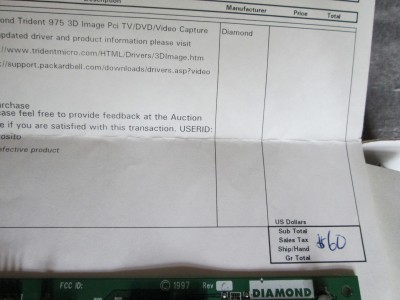 Description Manufacturer Price Total
ond Trident 975 3D Image Pci TV/DVD/Video Capture Diamond
updated driver and product information please visit
://www.tridentmicro.com/HTML/Drivers/3DImage.htm
://support.packardbell.com/downloads/drivers.asp?video
urchase
ease feel free to provide feedback at the Auction
e if you are satisfied with this transaction. USERID:
osito
efective product
US Dollars
Sub Total
Sales Tax
Ship/Hand
Gr Total
$60
FCC ID: © 1997 Rev DIAMOND